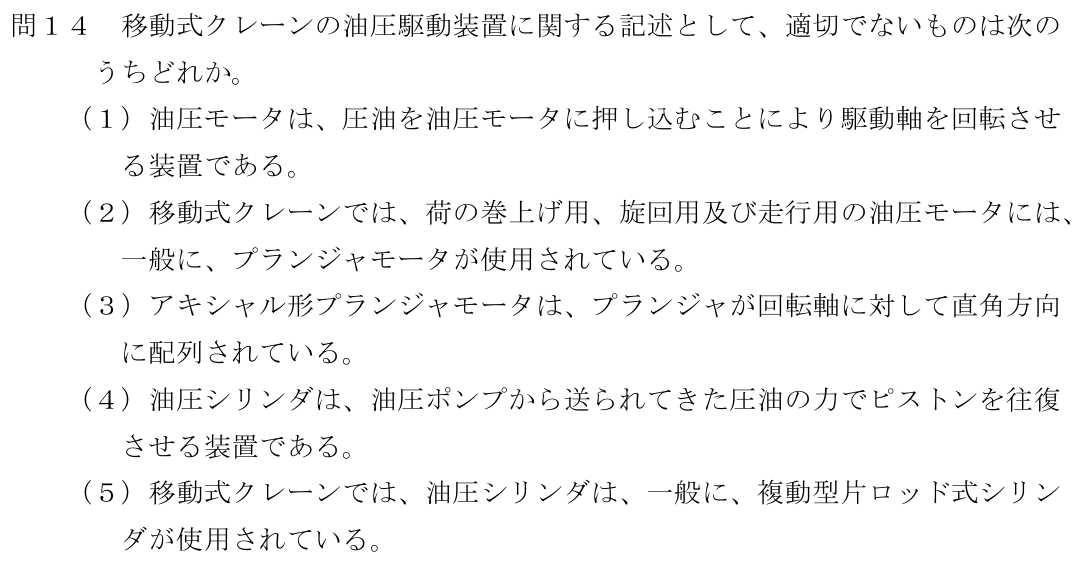 問１４　移動式クレーンの油圧駆動装置に関する記述として、適切でないものは次の
うちどれか。
（１）油圧モータは、圧油を油圧モータに押し込むことにより駆動軸を回転させ
る装置である。
（２）移動式クレーンでは、荷の巻上げ用、旋回用及び走行用の油圧モータには、
一般に、プランジャモータが使用されている。
（３）アキシャル形プランジャモータは、プランジャが回転軸に対して直角方向
に配列されている。
（４）油圧シリンダは、油圧ポンプから送られてきた圧油の力でピストンを往復
させる装置である。
（５）移動式クレーンでは、油圧シリンダは、一般に、複動型片ロッド式シリン
ダが使用されている。